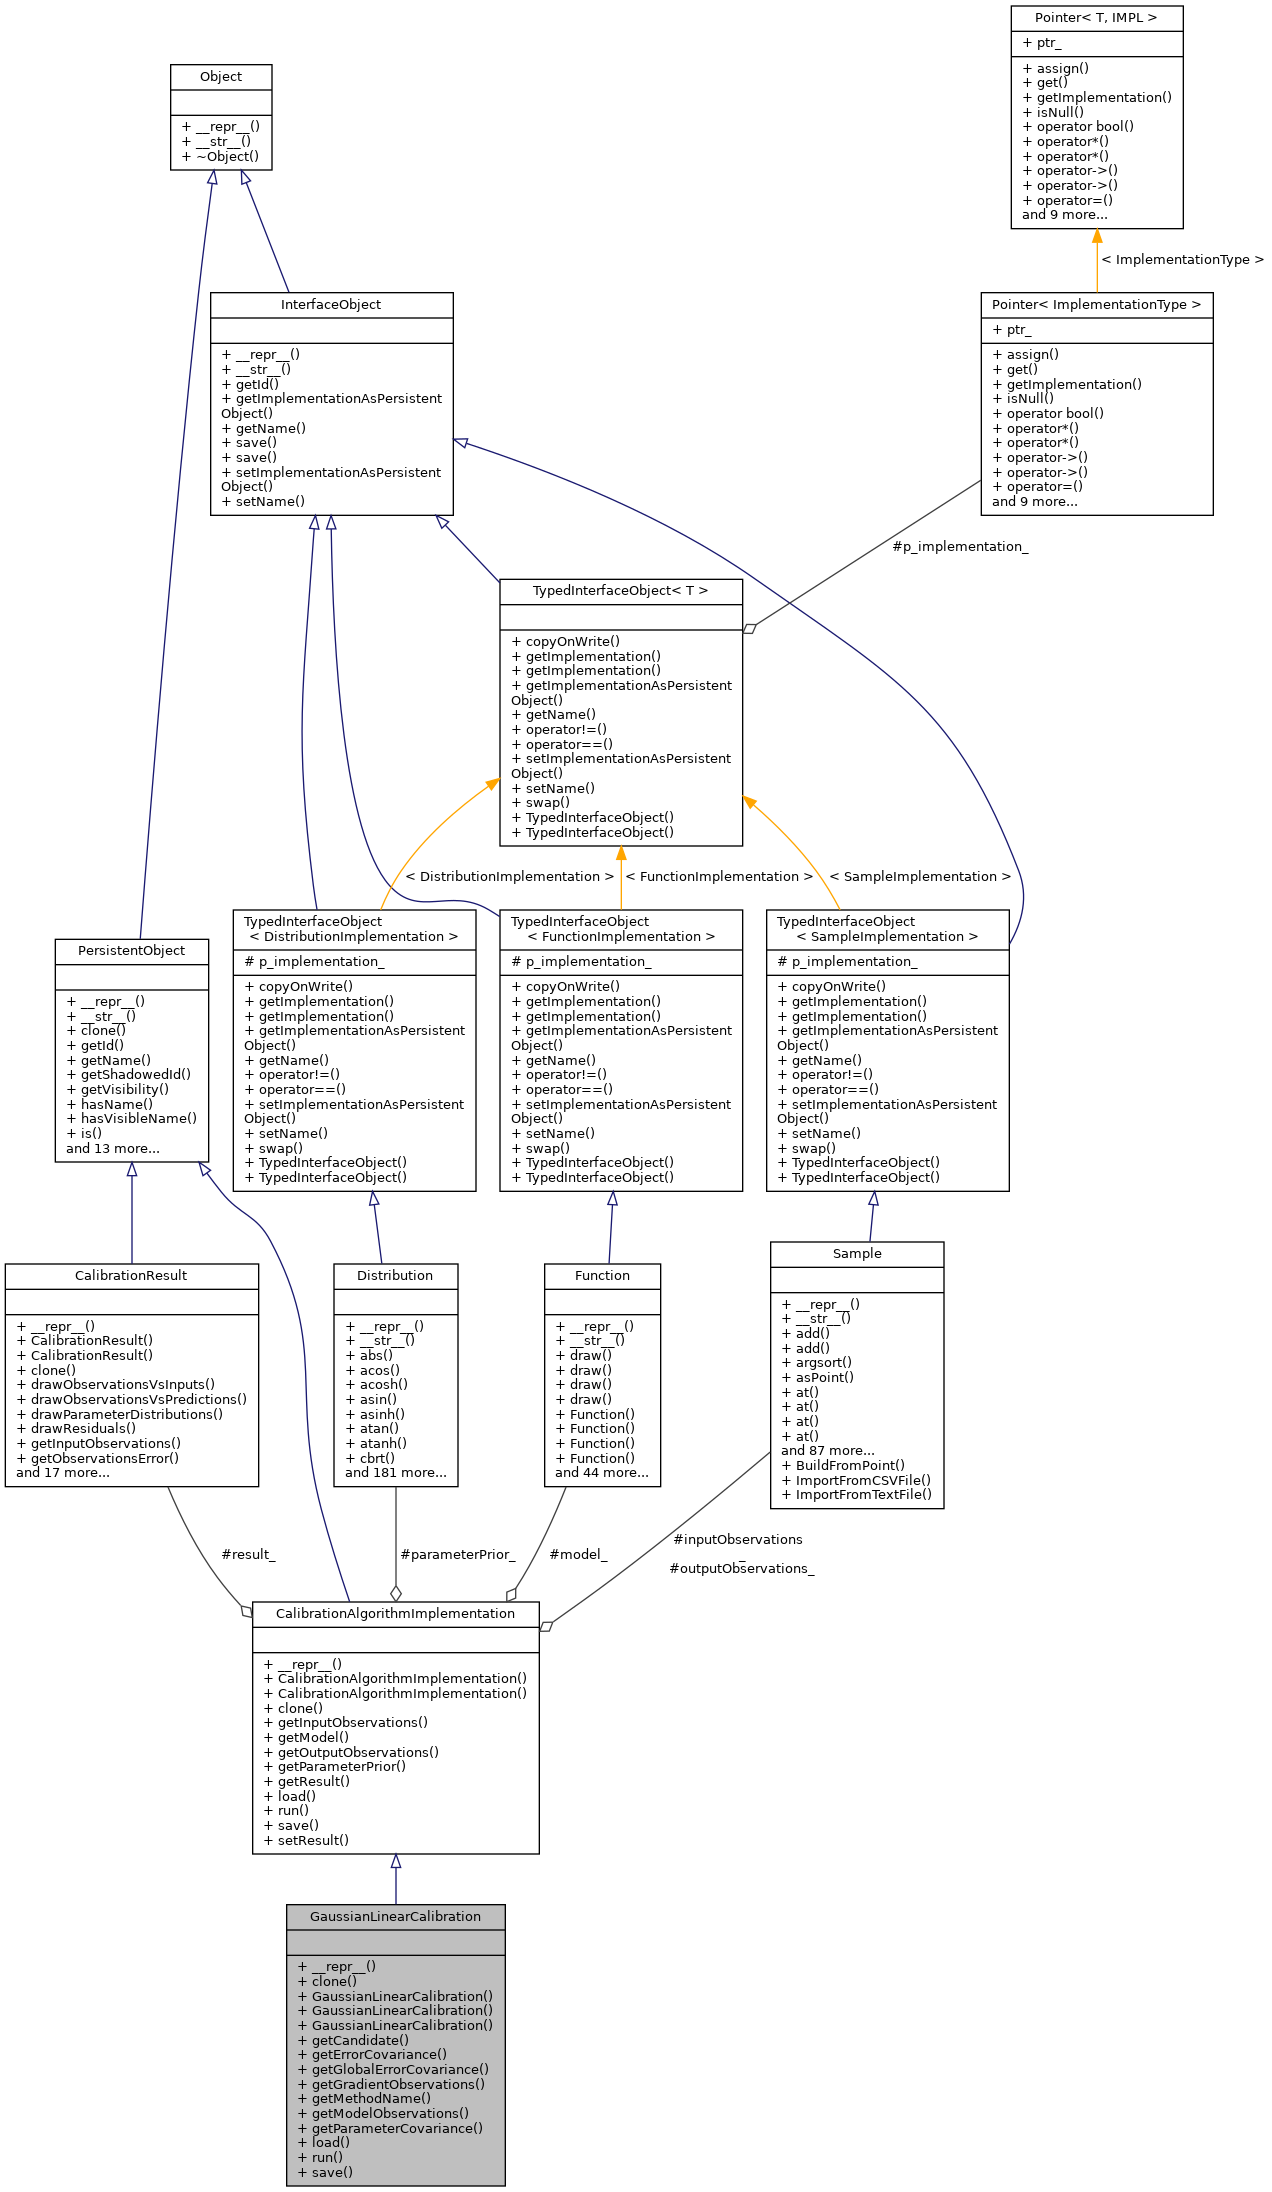 Pointer< T, IMPL >
+ ptr_
+ assign()
+ get()
+ getImplementation()
+ isNull()
+ operator bool()
+ operator*()
+ operator*()
+ operator->()
+ operator->()
+ operator=()
and 9 more...
Object
+ __repr__()
+ __str__()
+ ~Object()
< ImplementationType >
InterfaceObject
+ __repr__()
+ __str__()
+ getId()
+ getImplementationAsPersistent
Object()
+ getName()
+ save()
+ save()
+ setImplementationAsPersistent
Object()
+ setName()
Pointer< ImplementationType >
+ ptr_
+ assign()
+ get()
+ getImplementation()
+ isNull()
+ operator bool()
+ operator*()
+ operator*()
+ operator->()
+ operator->()
+ operator=()
and 9 more...
#p_implementation_
TypedInterfaceObject< T >
+ copyOnWrite()
+ getImplementation()
+ getImplementation()
+ getImplementationAsPersistent
Object()
+ getName()
+ operator!=()
+ operator==()
+ setImplementationAsPersistent
Object()
+ setName()
+ swap()
+ TypedInterfaceObject()
+ TypedInterfaceObject()
< DistributionImplementation >
< FunctionImplementation >
< SampleImplementation >
PersistentObject
+ __repr__()
+ __str__()
+ clone()
+ getId()
+ getName()
+ getShadowedId()
+ getVisibility()
+ hasName()
+ hasVisibleName()
+ is()
and 13 more...
TypedInterfaceObject
< DistributionImplementation >
# p_implementation_
+ copyOnWrite()
+ getImplementation()
+ getImplementation()
+ getImplementationAsPersistent
Object()
+ getName()
+ operator!=()
+ operator==()
+ setImplementationAsPersistent
Object()
+ setName()
+ swap()
+ TypedInterfaceObject()
+ TypedInterfaceObject()
TypedInterfaceObject
< FunctionImplementation >
# p_implementation_
+ copyOnWrite()
+ getImplementation()
+ getImplementation()
+ getImplementationAsPersistent
Object()
+ getName()
+ operator!=()
+ operator==()
+ setImplementationAsPersistent
Object()
+ setName()
+ swap()
+ TypedInterfaceObject()
+ TypedInterfaceObject()
TypedInterfaceObject
< SampleImplementation >
# p_implementation_
+ copyOnWrite()
+ getImplementation()
+ getImplementation()
+ getImplementationAsPersistent
Object()
+ getName()
+ operator!=()
+ operator==()
+ setImplementationAsPersistent
Object()
+ setName()
+ swap()
+ TypedInterfaceObject()
+ TypedInterfaceObject()
CalibrationResult
+ __repr__()
+ CalibrationResult()
+ CalibrationResult()
+ clone()
+ drawObservationsVsInputs()
+ drawObservationsVsPredictions()
+ drawParameterDistributions()
+ drawResiduals()
+ getInputObservations()
+ getObservationsError()
and 17 more...
Distribution
+ __repr__()
+ __str__()
+ abs()
+ acos()
+ acosh()
+ asin()
+ asinh()
+ atan()
+ atanh()
+ cbrt()
and 181 more...
Function
+ __repr__()
+ __str__()
+ draw()
+ draw()
+ draw()
+ draw()
+ Function()
+ Function()
+ Function()
+ Function()
and 44 more...
Sample
+ __repr__()
+ __str__()
+ add()
+ add()
+ argsort()
+ asPoint()
+ at()
+ at()
+ at()
+ at()
and 87 more...
+ BuildFromPoint()
+ ImportFromCSVFile()
+ ImportFromTextFile()
#result_
#parameterPrior_
#model_
#inputObservations
_
#outputObservations_
CalibrationAlgorithmImplementation
+ __repr__()
+ CalibrationAlgorithmImplementation()
+ CalibrationAlgorithmImplementation()
+ clone()
+ getInputObservations()
+ getModel()
+ getOutputObservations()
+ getParameterPrior()
+ getResult()
+ load()
+ run()
+ save()
+ setResult()
GaussianLinearCalibration
+ __repr__()
+ clone()
+ GaussianLinearCalibration()
+ GaussianLinearCalibration()
+ GaussianLinearCalibration()
+ getCandidate()
+ getErrorCovariance()
+ getGlobalErrorCovariance()
+ getGradientObservations()
+ getMethodName()
+ getModelObservations()
+ getParameterCovariance()
+ load()
+ run()
+ save()